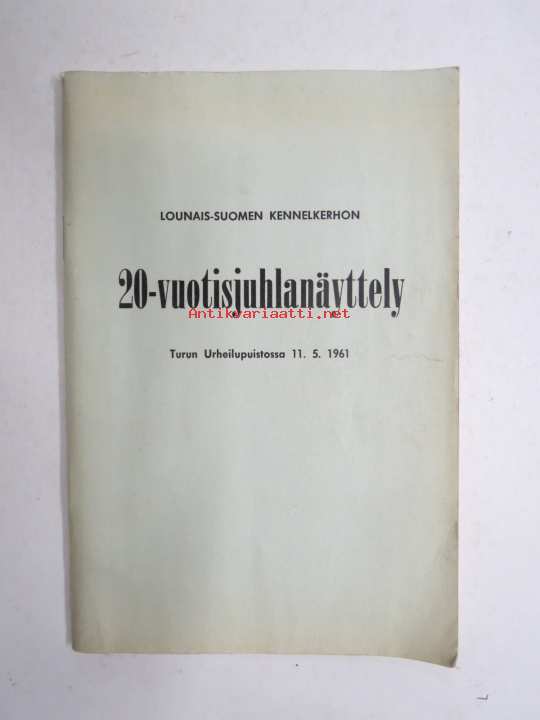 LOUNAIS-SUOMEN KENNELKERHON
20-vuotisjuhlanäyttely
Antikvariaatti.net
Turun Urheilupuistossa 11. 5. 1961